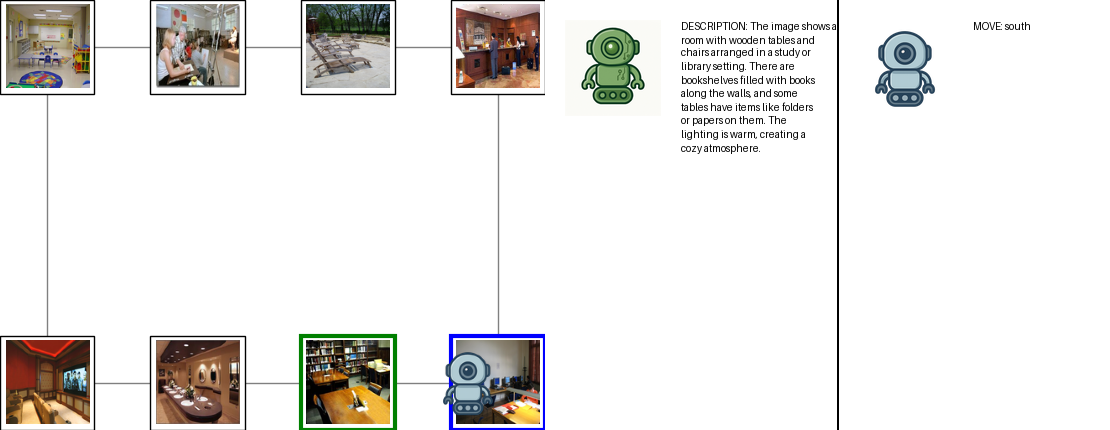 DESCRIPTION: The image shows a
room with wooden tables and
chairs arranged in a study or
library setting. There are
bookshelves filled with books
along the walls, and some
tables have items like folders
or papers on them. The
lighting is warm, creating a
cozy atmosphere.
MOVE: south